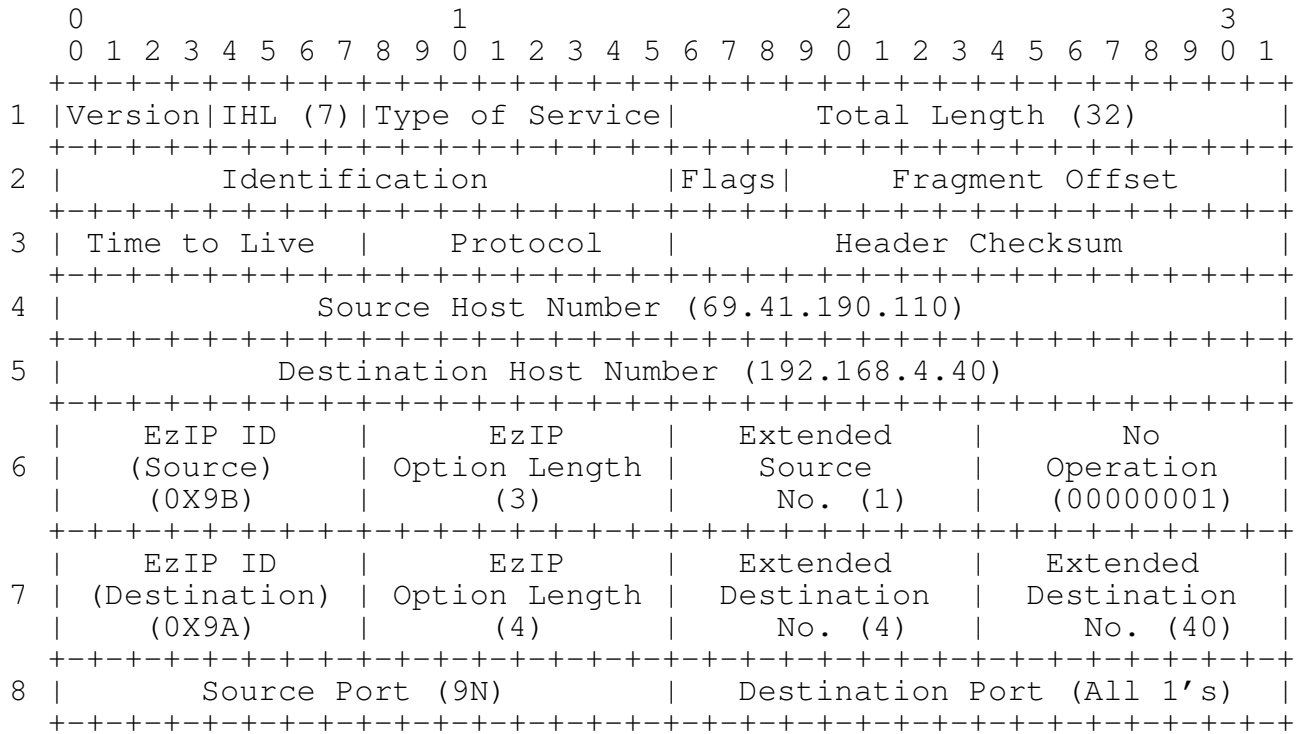 0                   1                   2                   3
0 1 2 3 4 5 6 7 8 9 0 1 2 3 4 5 6 7 8 9 0 1 2 3 4 5 6 7 8 9 0 1
+-+-+-+-+-+-+-+-+-+-+-+-+-+-+-+-+-+-+-+-+-+-+-+-+-+-+-+-+-+-+-+-+
1 |Version|IHL (7)|Type of Service|       Total Length (32)       |
+-+-+-+-+-+-+-+-+-+-+-+-+-+-+-+-+-+-+-+-+-+-+-+-+-+-+-+-+-+-+-+-+
2 |        Identification         |Flags|     Fragment Offset     |
+-+-+-+-+-+-+-+-+-+-+-+-+-+-+-+-+-+-+-+-+-+-+-+-+-+-+-+-+-+-+-+-+
3 | Time to Live  |   Protocol    |        Header Checksum        |
+-+-+-+-+-+-+-+-+-+-+-+-+-+-+-+-+-+-+-+-+-+-+-+-+-+-+-+-+-+-+-+-+
4 |             Source Host Number (69.41.190.110)                |
+-+-+-+-+-+-+-+-+-+-+-+-+-+-+-+-+-+-+-+-+-+-+-+-+-+-+-+-+-+-+-+-+
5 |           Destination Host Number (192.168.4.40)              |
+-+-+-+-+-+-+-+-+-+-+-+-+-+-+-+-+-+-+-+-+-+-+-+-+-+-+-+-+-+-+-+-+
|    EzIP ID    |     EzIP      |   Extended    |      No       |
6 |   (Source)    | Option Length |    Source     |   Operation   |
|    (0X9B)     |      (3)      |     No. (1)   |   (00000001)  |
+-+-+-+-+-+-+-+-+-+-+-+-+-+-+-+-+-+-+-+-+-+-+-+-+-+-+-+-+-+-+-+-+
|    EzIP ID    |     EzIP      |   Extended    |   Extended    |
7 | (Destination) | Option Length |  Destination  |  Destination  |
|    (0X9A)     |      (4)      |     No. (4)   |     No. (40)  |
+-+-+-+-+-+-+-+-+-+-+-+-+-+-+-+-+-+-+-+-+-+-+-+-+-+-+-+-+-+-+-+-+
8 |       Source Port (9N)        |   Destination Port (All 1’s)  |
+-+-+-+-+-+-+-+-+-+-+-+-+-+-+-+-+-+-+-+-+-+-+-+-+-+-+-+-+-+-+-+-+